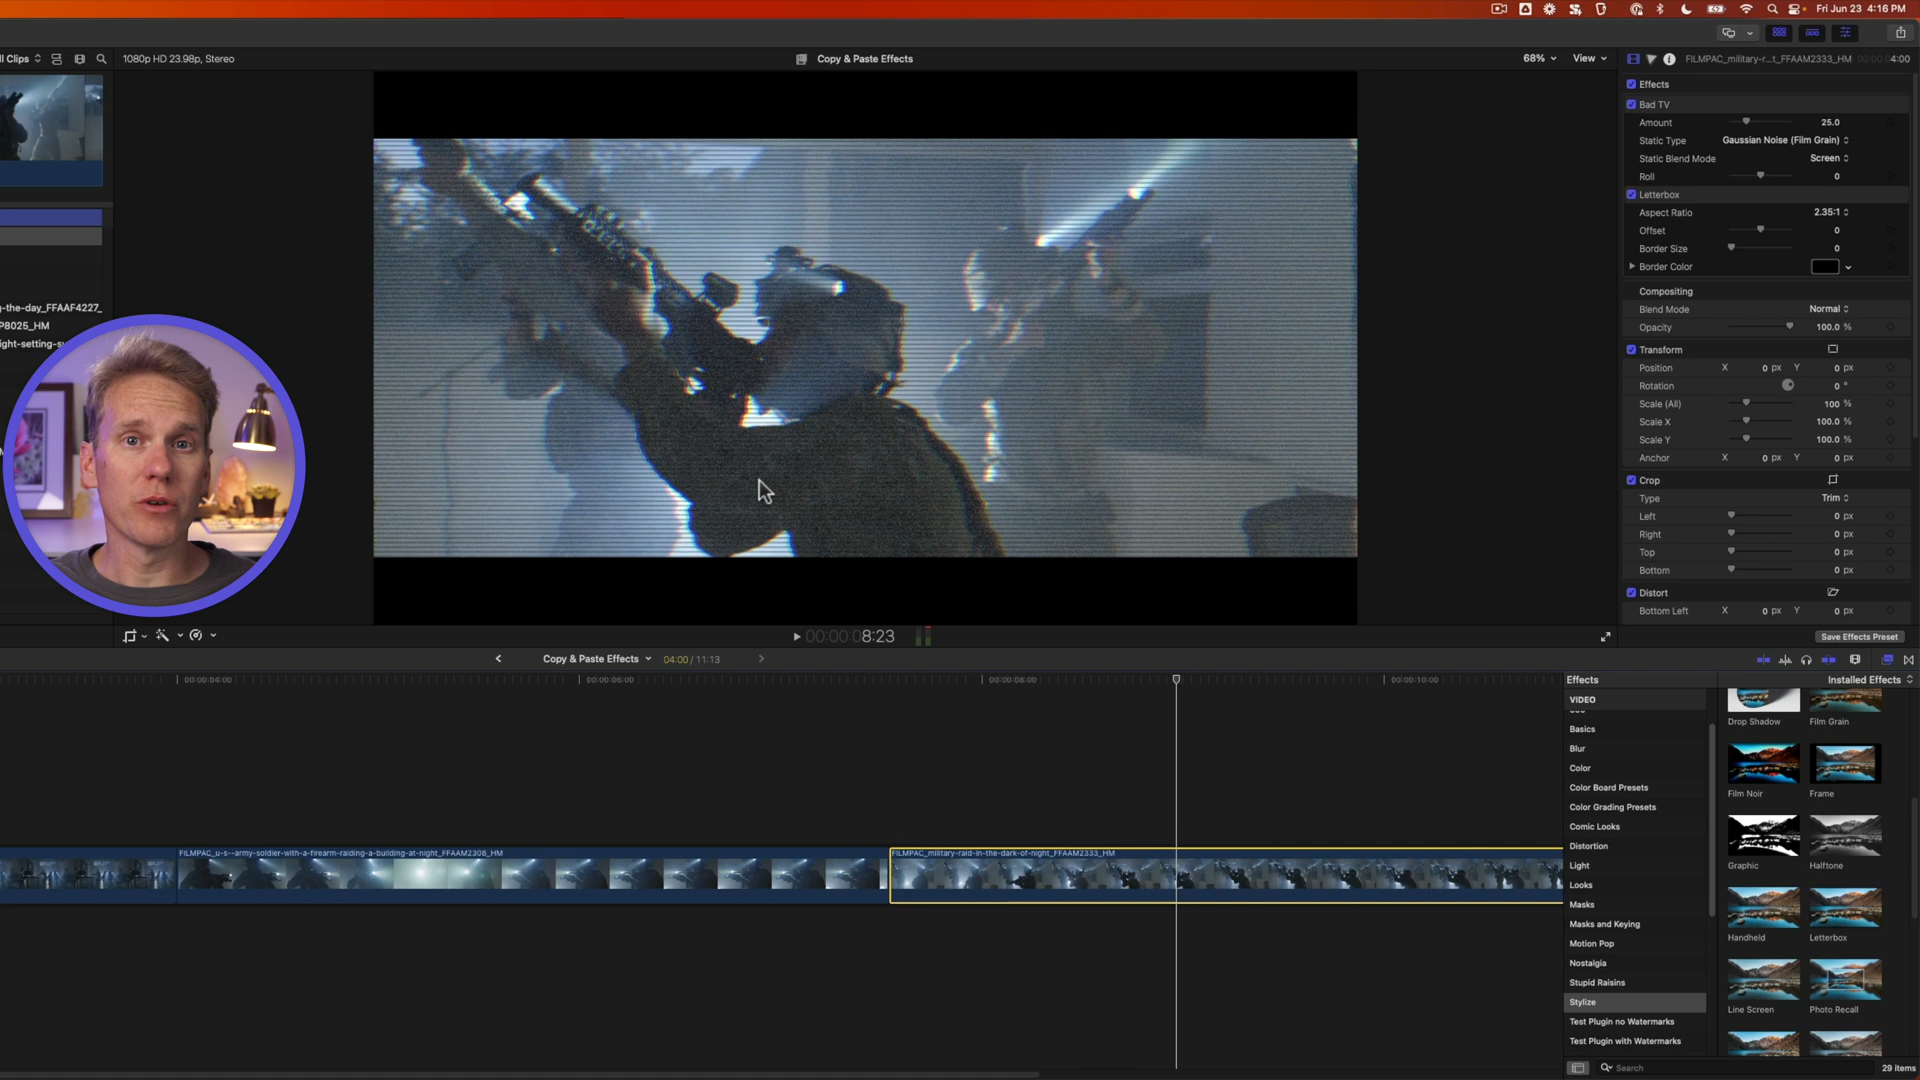 Fri Jun 23 4:16 PM
ll Clips
1080p HD 23.98p, Stereo
Copy & Paste Effects
68%
View
FILMPAC_military-r...t_FFAAM2333_HM
00:00:04:00
Effects
Bad TV
Amount 25.0
Static Type Gaussian Noise (Film Grain)
Static Blend Mode Screen
Roll 0
Letterbox
Aspect Ratio 2.35:1
Offset 0
Border Size 0
Border Color
Compositing
Blend Mode Normal
Opacity 100.0 %
Transform
Position X 0 px Y 0 px
Rotation 0 °
Scale (All) 100 %
Scale X 100.0 %
Scale Y 100.0 %
Anchor X 0 px Y 0 px
Crop
Type Trim
Left 0 px
Right 0 px
Top 0 px
Bottom 0 px
Distort
Bottom Left X 0 px Y 0 px
g-the-day_FFAAF4227_
P8025_HM
ight-setting-s
00:00:08:23
Save Effects Preset
Copy & Paste Effects 04:00 / 11:13
00:00:04:00
00:00:06:00
00:00:08:00
00:00:10:00
FILMPAC_u-s--army-soldier-with-a-firearm-raiding-a-building-at-night_FFAAM2308_HM
FILMPAC_military-raid-in-the-dark-of-night_FFAAM2333_HM
Effects
Installed Effects
VIDEO
Basics
Blur
Color
Color Board Presets
Color Grading Presets
Comic Looks
Distortion
Light
Looks
Masks
Masks and Keying
Motion Pop
Nostalgia
Stupid Raisins
Stylize
Test Plugin no Watermarks
Test Plugin with Watermarks
Drop Shadow
Film Grain
Film Noir
Frame
Graphic
Halftone
Handheld
Letterbox
Line Screen
Photo Recall
Search
29 items